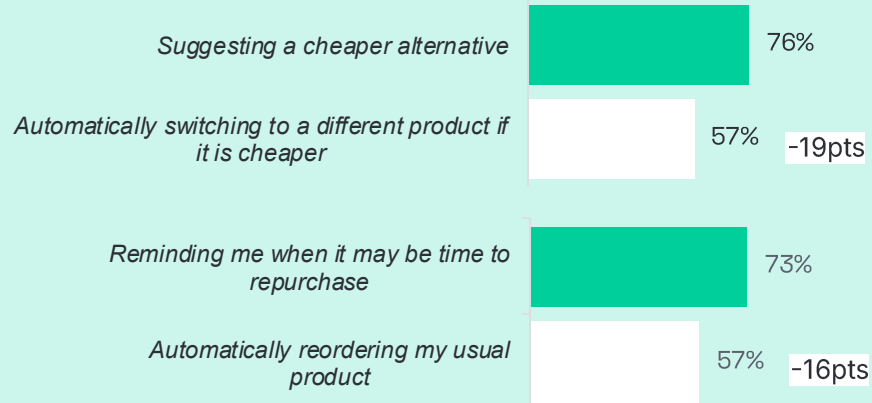 Suggesting a cheaper alternative
76%
Automatically switching to a different product if
it is cheaper
57%
-19pts
Reminding me when it may be time to
repurchase
73%
Automatically reordering my usual
product
57%
-16pts